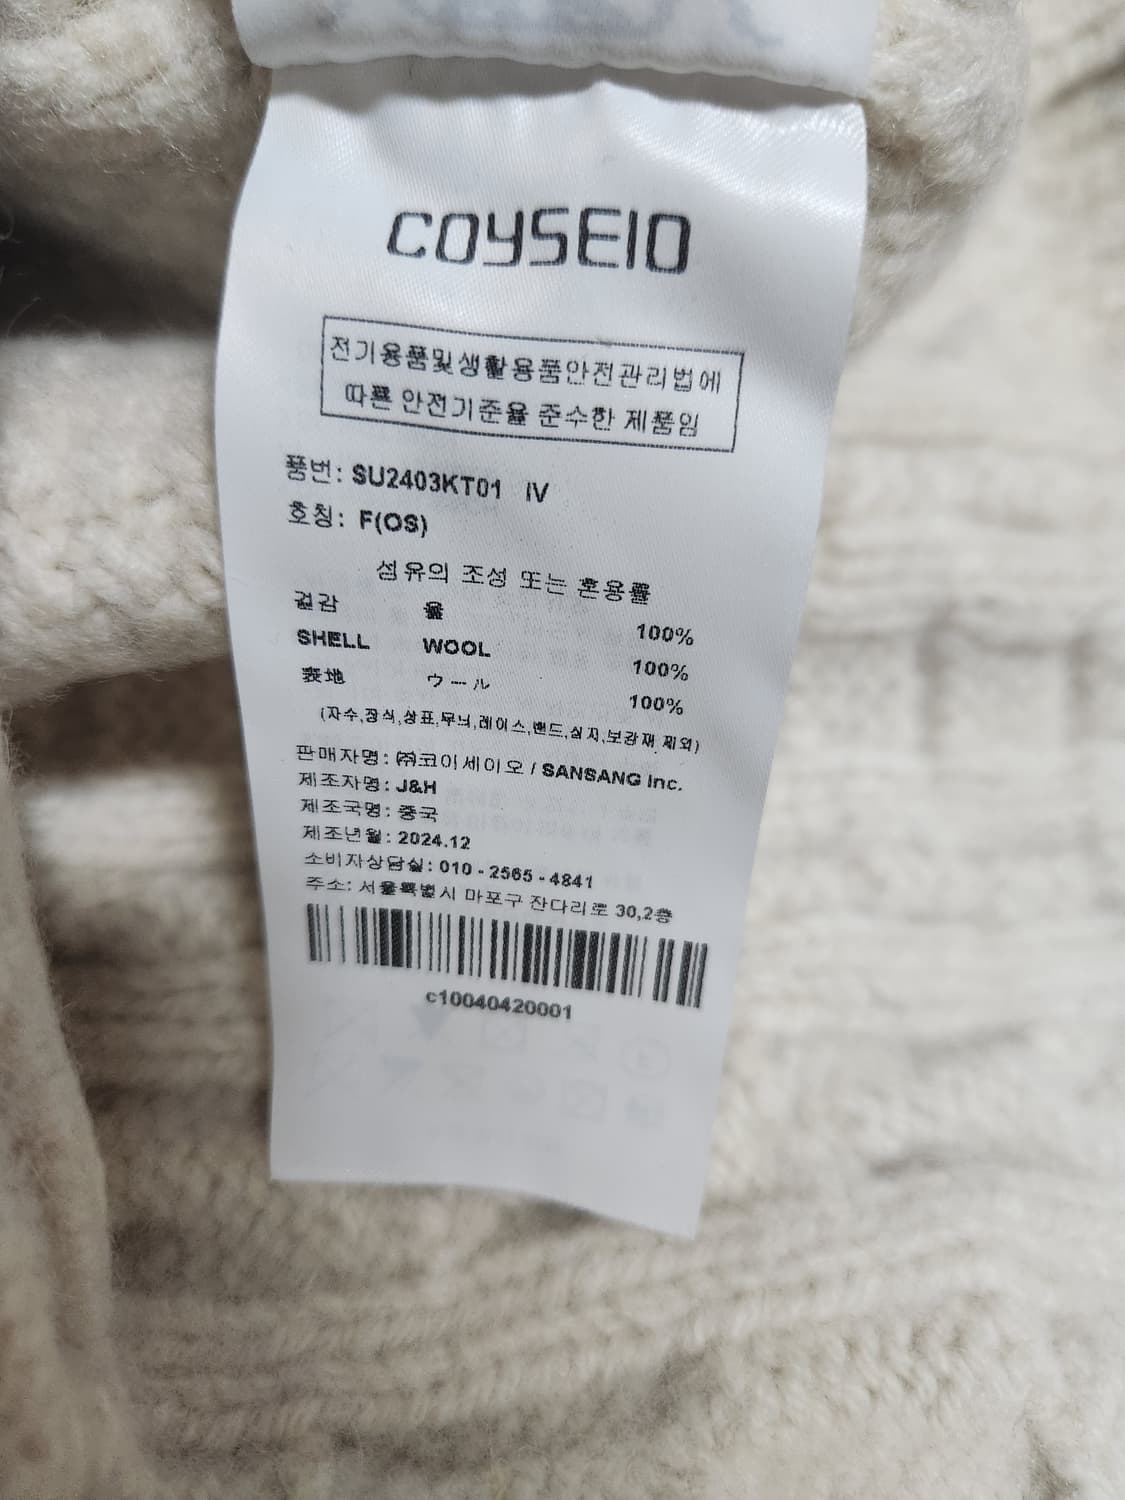 COYSEIO
전기용품및생활용품안전관리법에
따른 안전기준을 준수한 제품임
품번: SU2403KT01 IV
호칭: F(OS)
섬유의 조성 또는 혼용률
겉감 울 100%
SHELL WOOL 100%
表地 ウール 100%
(자수,장식,상표,무늬,레이스,밴드,심지,보강재 제외)
판매자명: ㈜코이세이오 / SANSANG Inc.
제조자명: J&H
제조국명: 중국
제조년월: 2024.12
소비자상담실: 010 - 2565 - 4841
주소: 서울특별시 마포구 잔다리로 30,2층
c10040420001